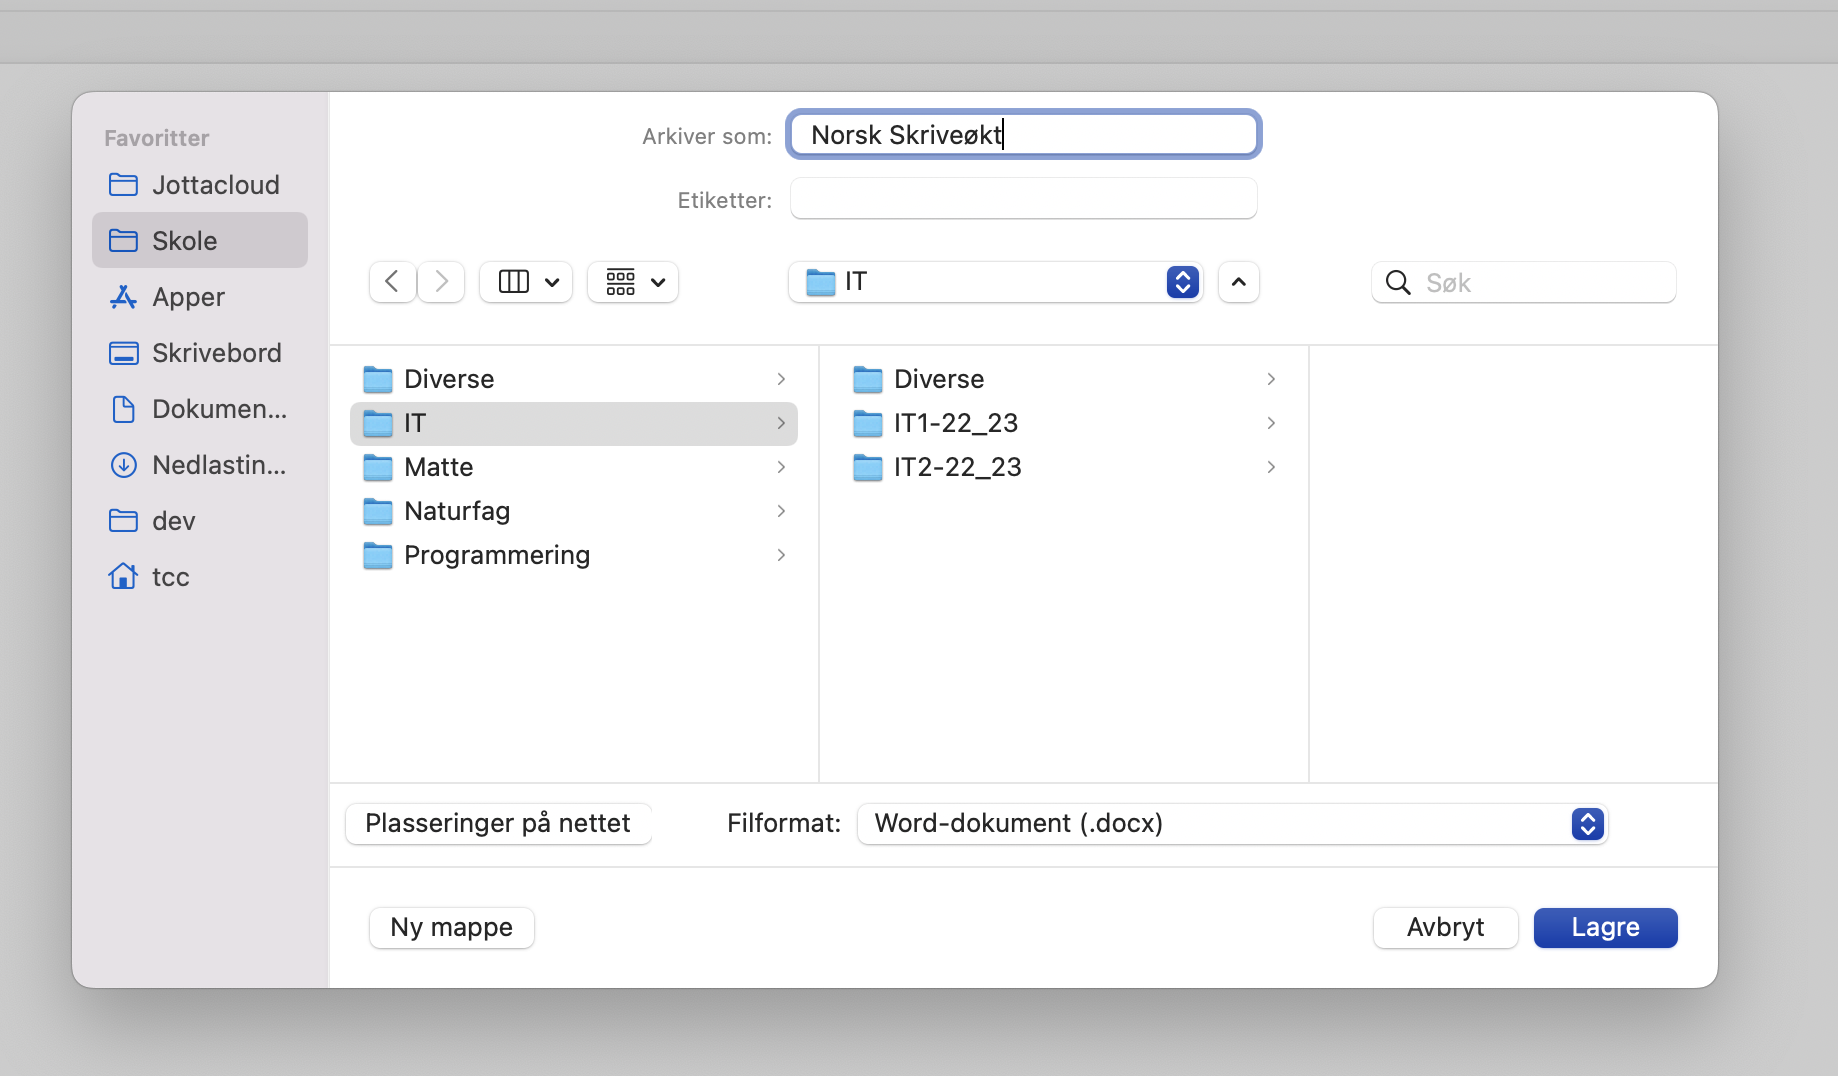 Favoritter
Jottacloud
Skole
Apper
Skrivebord
Dokumen...
Nedlastin...
dev
tcc
Arkiver som: Norsk Skriveøkt
Etiketter:
IT
Søk
Diverse
IT
Matte
Naturfag
Programmering
Diverse
IT1-22_23
IT2-22_23
Plasseringer på nettet
Filformat: Word-dokument (.docx)
Ny mappe
Avbryt
Lagre